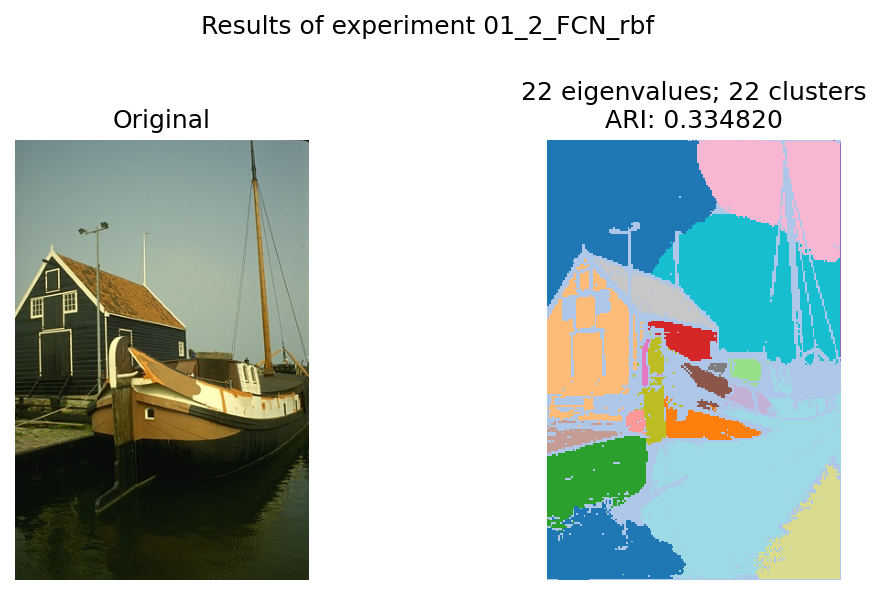 Results of experiment 01_2_FCN_rbf
Original
22 eigenvalues; 22 clusters
ARI: 0.334820